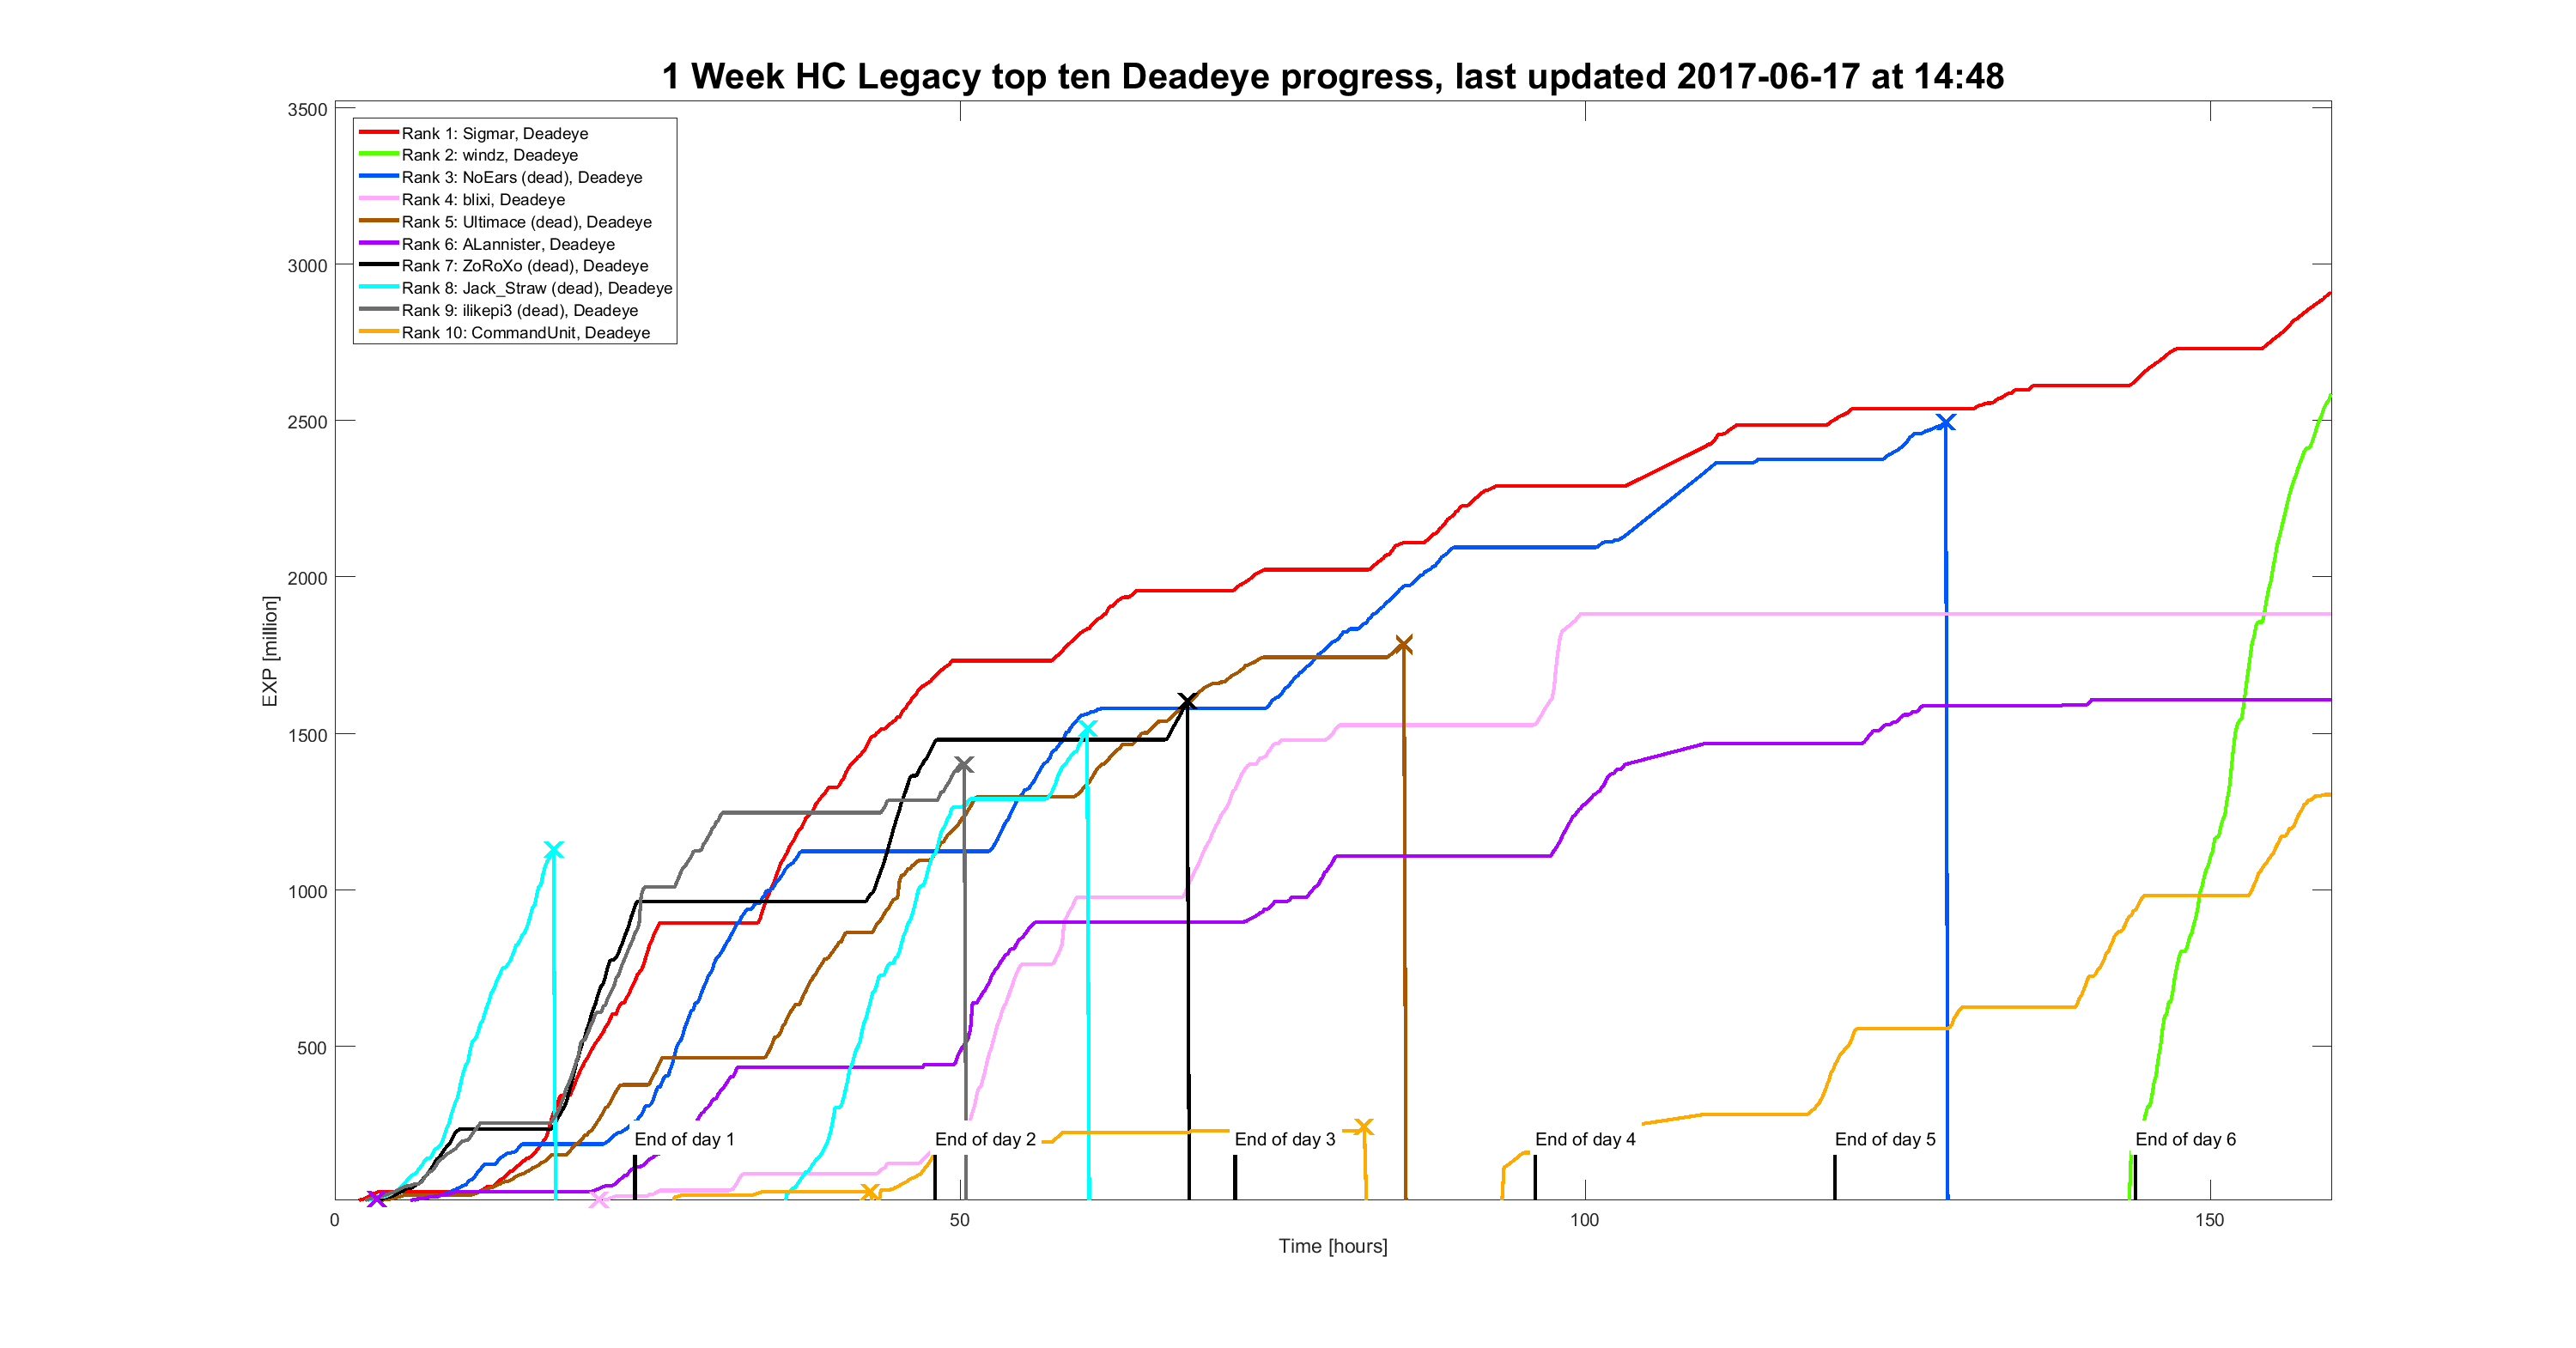 1 Week HC Legacy top ten Deadeye progress, last updated 2017-06-17 at 14:48
3500
3000
2500
2000
1500
1000
500
EXP [million]
Rank 1: Sigmar, Deadeye
Rank 2: windz, Deadeye
Rank 3: NoEars (dead), Deadeye
Rank 4: blixi, Deadeye
Rank 5: Ultimace (dead), Deadeye
Rank 6: ALannister, Deadeye
Rank 7: ZoRoXo (dead), Deadeye
Rank 8: Jack_Straw (dead), Deadeye
Rank 9: ilikepi3 (dead), Deadeye
Rank 10: CommandUnit, Deadeye
End of day 1
End of day 2
End of day 3
End of day 4
End of day 5
End of day 6
0
50
100
150
Time [hours]